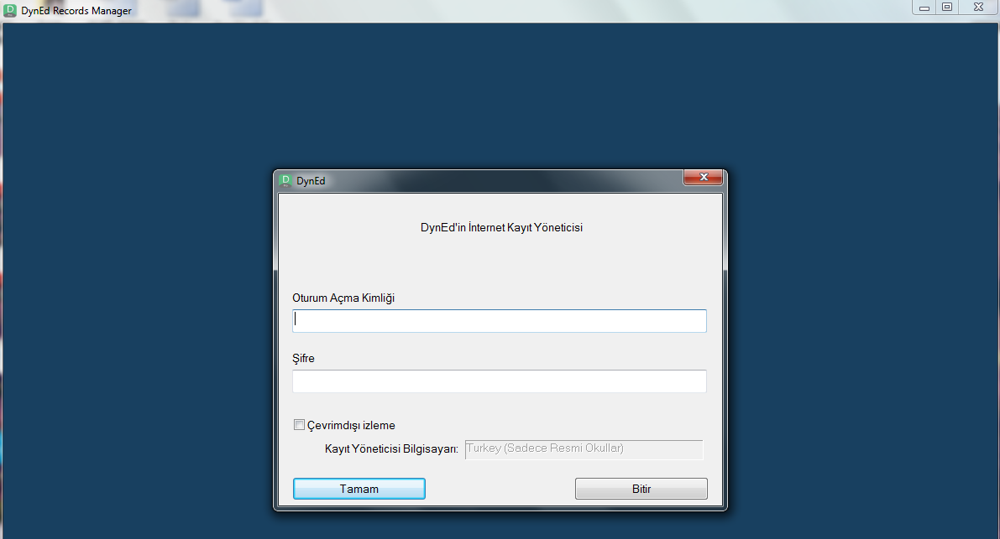 DynEd Records Manager
DynEd
DynEd'in İnternet Kayıt Yöneticisi
Oturum Açma Kimliği
Şifre
Çevrimdışı izleme
Kayıt Yöneticisi Bilgisayarı: Turkey (Sadece Resmi Okullar)
Tamam Bitir